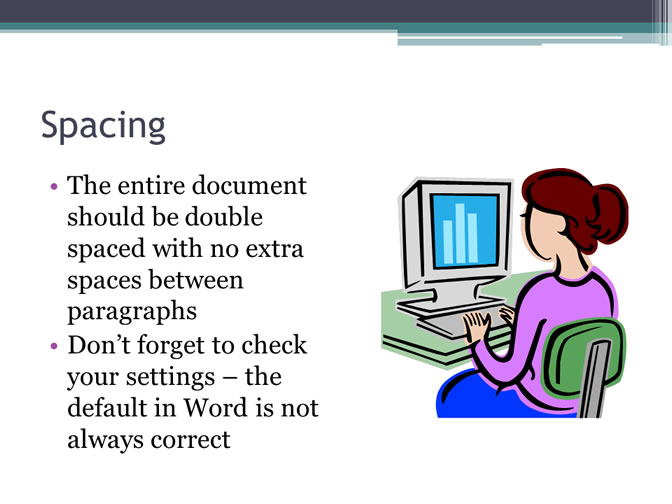 Spacing
• The entire document
should be double
spaced with no extra
spaces between
paragraphs
• Don’t forget to check
your settings – the
default in Word is not
always correct